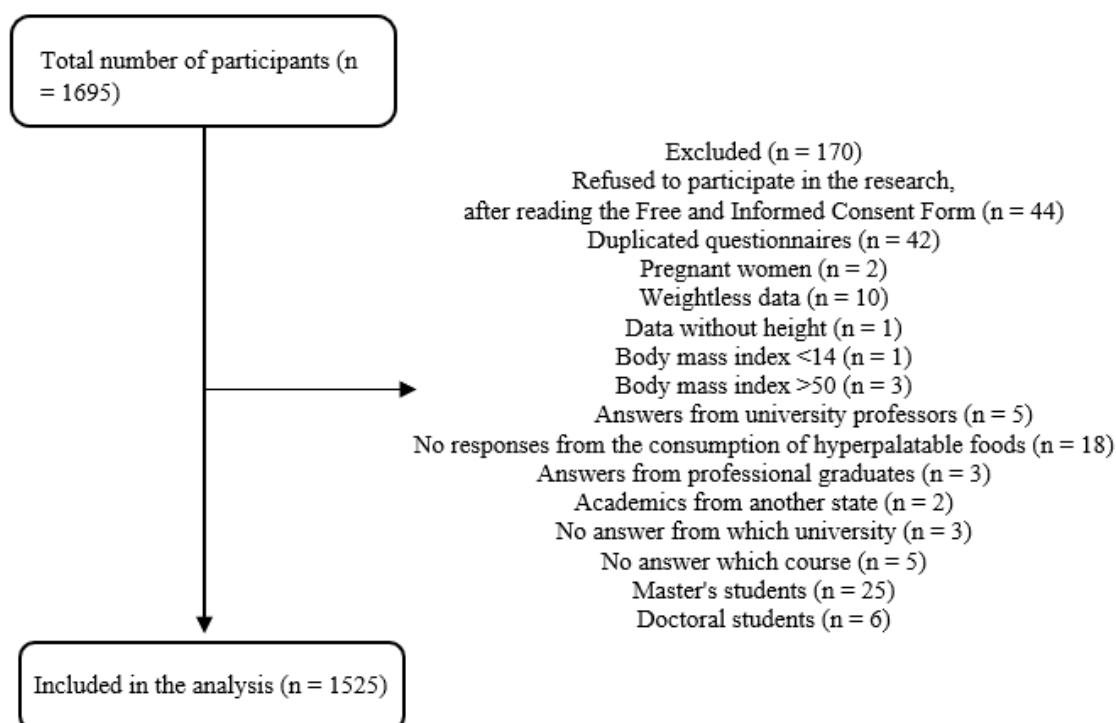 Total number of participants (n
= 1695)
Excluded (n = 170)
Refused to participate in the research,
after reading the Free and Informed Consent Form (n = 44)
Duplicated questionnaires (n = 42)
Pregnant women (n = 2)
Weightless data (n = 10)
Data without height (n = 1)
Body mass index <14 (n = 1)
Body mass index >50 (n = 3)
Answers from university professors (n = 5)
No responses from the consumption of hyperpalatable foods (n = 18)
Answers from professional graduates (n = 3)
Academics from another state (n = 2)
No answer from which university (n = 3)
No answer which course (n = 5)
Master's students (n = 25)
Doctoral students (n = 6)
Included in the analysis (n = 1525)